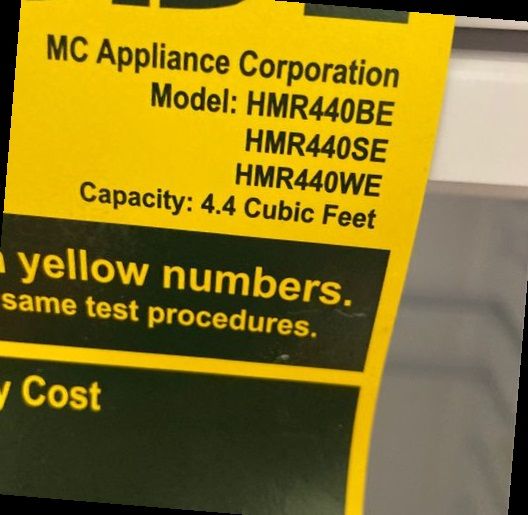 MC Appliance Corporation
Model: HMR440BE
HMR440SE
HMR440WE
Capacity: 4.4 Cubic Feet
yellow numbers.
same test procedures.
Cost